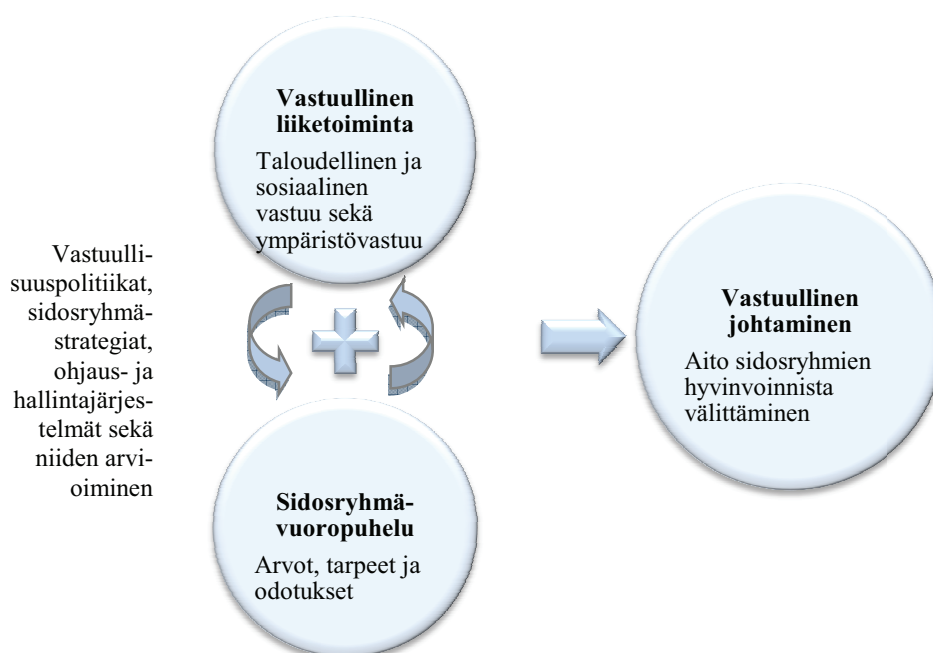 Vastuullinen
liiketoiminta
Taloudellinen ja
sosiaalinen
vastuu sekä
ympäristövastuu
Vastuulli-
suuspolitiikat,
sidosryhmä-
strategiat,
ohjaus- ja
hallintajärjes-
telmät sekä
niiden arvi-
oiminen
Sidosryhmä-
vuoropuhelu
Arvot, tarpeet ja
odotukset
Vastuullinen
johtaminen
Aito sidosryhmien
hyvinvoinnista
välittäminen